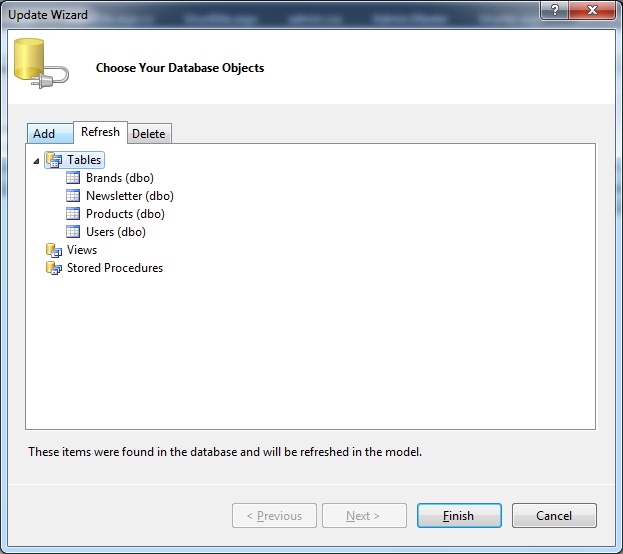 Update Wizard
Choose Your Database Objects
Add Refresh Delete
Tables
Brands (dbo)
Newsletter (dbo)
Products (dbo)
Users (dbo)
Views
Stored Procedures
These items were found in the database and will be refreshed in the model.
< Previous Next > Finish Cancel